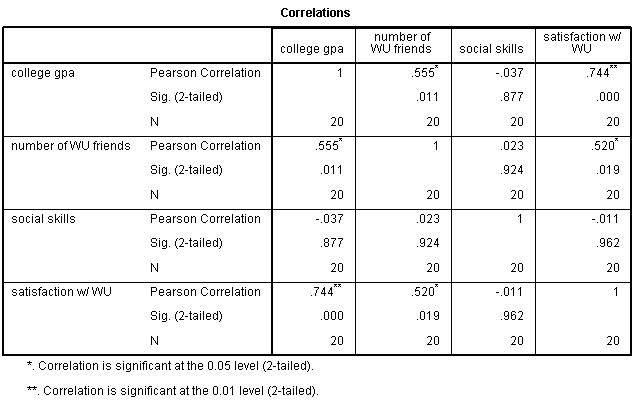 Correlations
college gpa number of WU friends social skills satisfaction w/ WU
college gpa Pearson Correlation 1 .555* -.037 .744**
Sig. (2-tailed) .011 .877 .000
N 20 20 20 20
number of WU friends Pearson Correlation .555* 1 .023 .520*
Sig. (2-tailed) .011 .924 .019
N 20 20 20 20
social skills Pearson Correlation -.037 .023 1 -.011
Sig. (2-tailed) .877 .924 .962
N 20 20 20 20
satisfaction w/ WU Pearson Correlation .744** .520* -.011 1
Sig. (2-tailed) .000 .019 .962
N 20 20 20 20
*. Correlation is significant at the 0.05 level (2-tailed).
**. Correlation is significant at the 0.01 level (2-tailed).